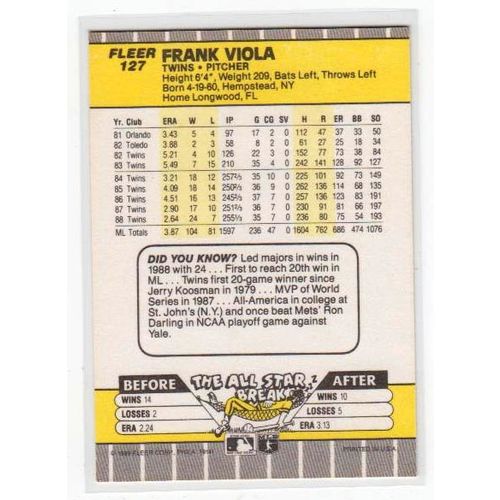 FLEER
127
FRANK VIOLA
TWINS • PITCHER
Height 6'4", Weight 209, Bats Left, Throws Left
Born 4-19-60, Hempstead, NY
Home Longwood, FL
Yr. Club ERA W L IP G CG SV H R ER BB SO
81 Orlando 3.43 5 4 97 17 2 0 112 47 37 33 50
82 Toledo 3.88 2 3 58 8 0 61 27 25 18 34
82 Twins 5.21 4 10 126 22 3 0 152 77 73 38 84
83 Twins 5.49 7 15 210 35 4 0 242 141 128 92 127
84 Twins 3.21 18 12 257⅔ 35 10 0 225 101 92 73 149
85 Twins 4.09 18 14 250⅔ 36 9 0 262 136 114 68 135
86 Twins 4.51 16 13 245⅔ 37 7 0 257 136 123 83 191
87 Twins 2.90 17 10 251⅔ 36 7 0 230 91 81 66 197
88 Twins 2.64 24 7 255⅓ 35 7 0 236 80 75 54 193
ML Totals 3.87 104 81 1597 236 47 0 1604 762 686 474 1076
DID YOU KNOW? Led majors in wins in
1988 with 24 . . . First to reach 20th win in
ML . . . Twins first 20-game winner since
Jerry Koosman in 1979 . . . MVP of World
Series in 1987 . . . All-America in college at
St. John's (N.Y.) and once beat Mets' Ron
Darling in NCAA playoff game against
Yale.
BEFORE
THE ALL STAR
BREAK
AFTER
WINS 14
LOSSES 2
ERA 2.24
WINS 10
LOSSES 5
ERA 3.13
© 1989 FLEER CORP. PHILA. 19141
PRINTED IN U.S.A.